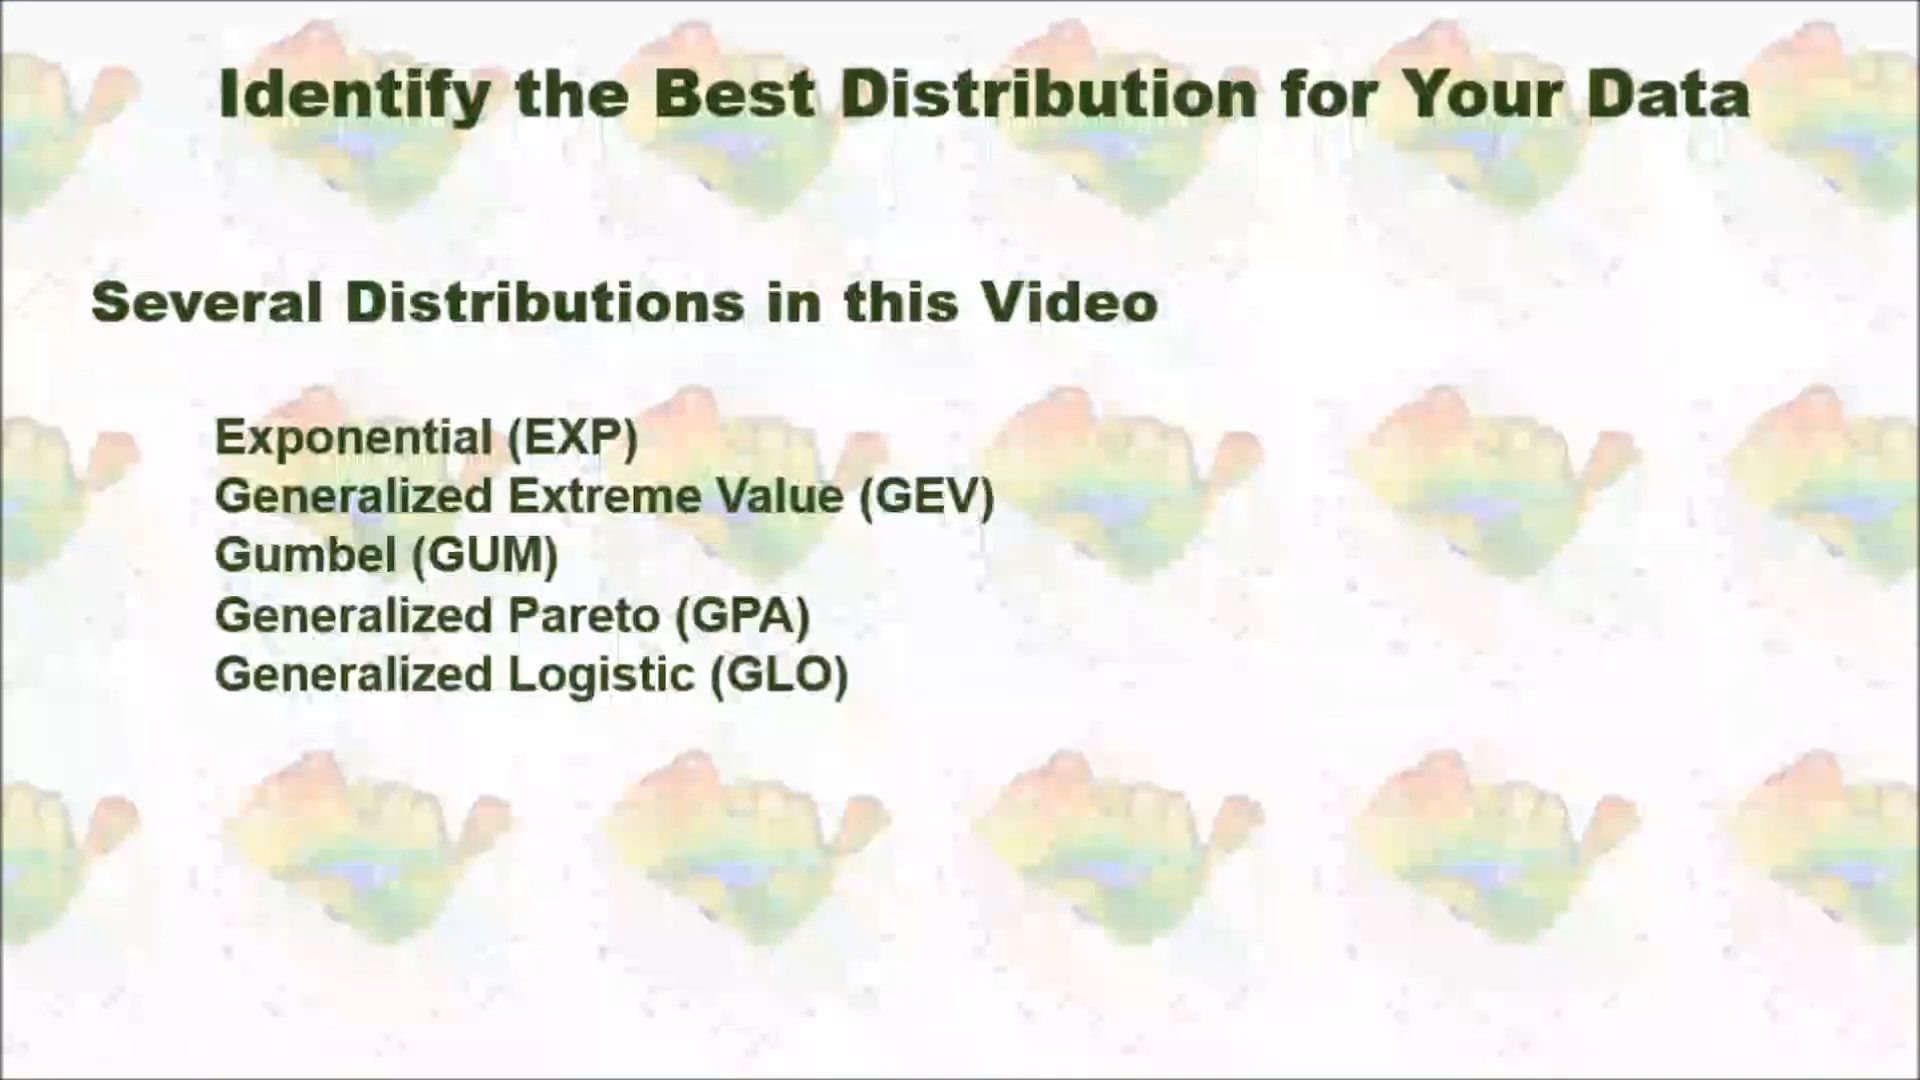 Identify the Best Distribution for Your Data
Several Distributions in this Video
Exponential (EXP)
Generalized Extreme Value (GEV)
Gumbel (GUM)
Generalized Pareto (GPA)
Generalized Logistic (GLO)